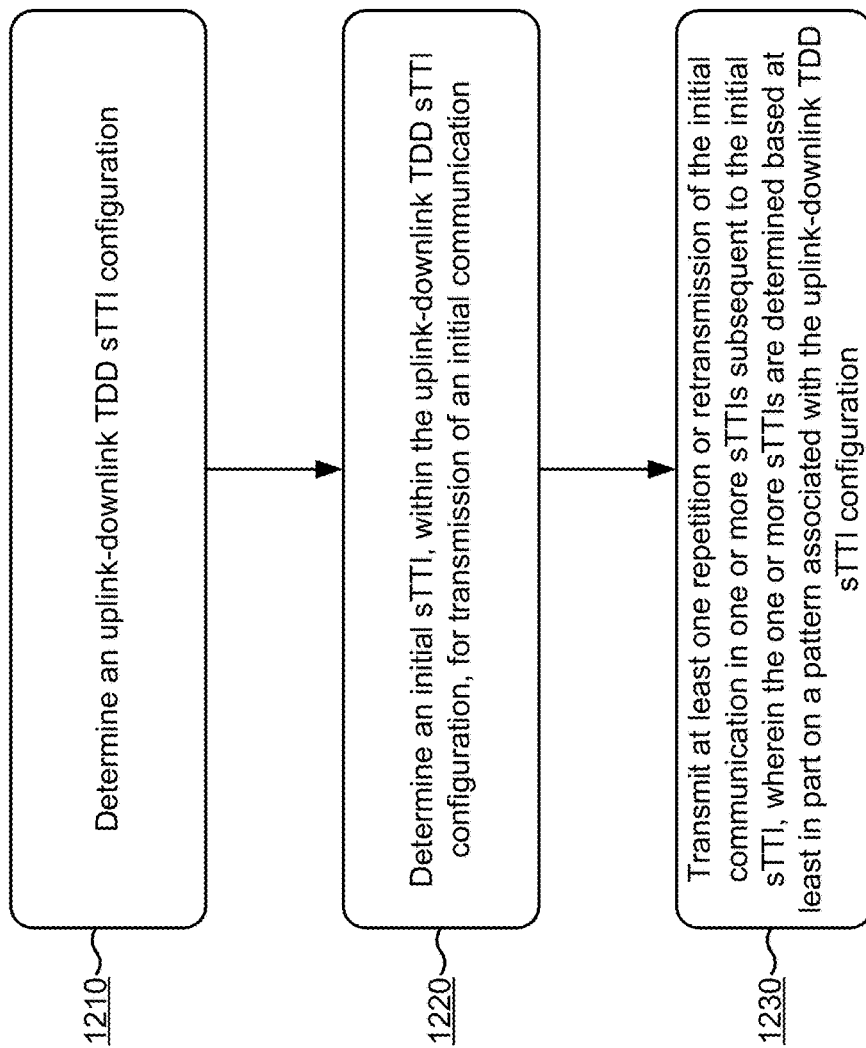 1210
Determine an uplink-downlink TDD sTTI configuration
1220
Determine an initial sTTI, within the uplink-downlink TDD sTTI
configuration, for transmission of an initial communication
1230
Transmit at least one repetition or retransmission of the initial
communication in one or more sTTIs subsequent to the initial
sTTI, wherein the one or more sTTIs are determined based at
least in part on a pattern associated with the uplink-downlink TDD
sTTI configuration